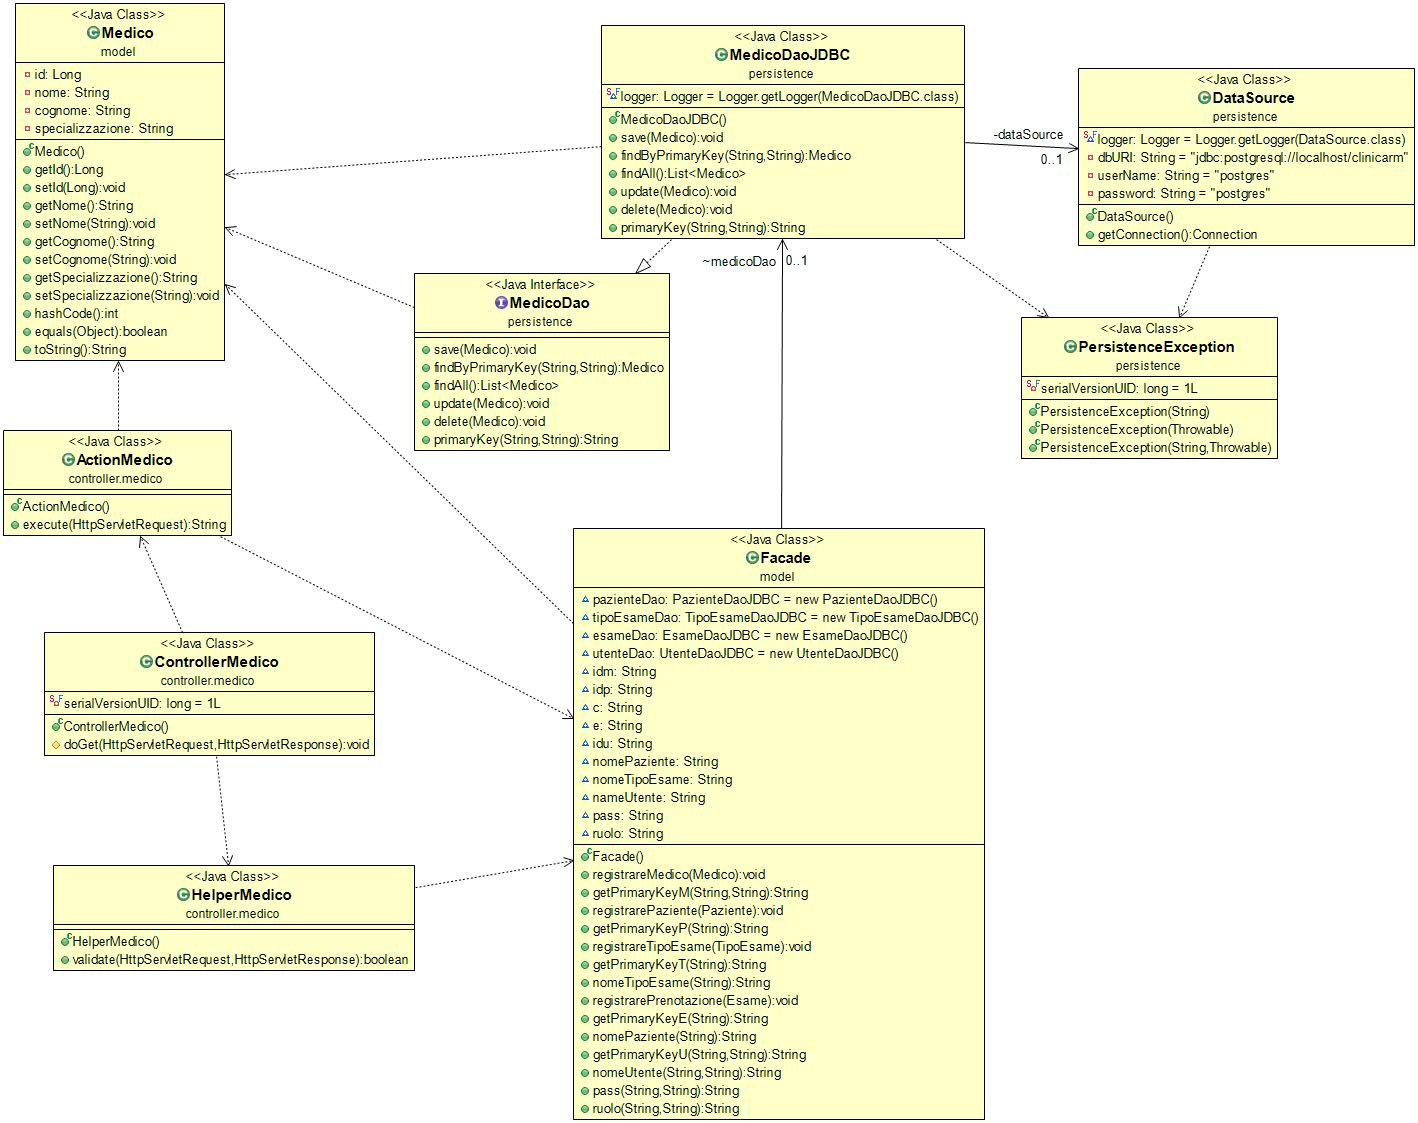 <<Java Class>>
Medico
model
id: Long
nome: String
cognome: String
specializzazione: String
Medico()
getId():Long
setId(Long):void
getNome():String
setNome(String):void
getCognome():String
setCognome(String):void
getSpecializzazione():String
setSpecializzazione(String):void
hashCode():int
equals(Object):boolean
toString():String
<<Java Class>>
MedicoDaoJDBC
persistence
logger: Logger = Logger.getLogger(MedicoDaoJDBC.class)
MedicoDaoJDBC()
save(Medico):void
findByPrimaryKey(String,String):Medico
findAll():List<Medico>
update(Medico):void
delete(Medico):void
primaryKey(String,String):String
-dataSource
0..1
<<Java Class>>
DataSource
persistence
logger: Logger = Logger.getLogger(DataSource.class)
dbURI: String = "jdbc:postgresql://localhost/clinicarm"
userName: String = "postgres"
password: String = "postgres"
DataSource()
getConnection():Connection
~medicoDao
0..1
<<Java Interface>>
MedicoDao
persistence
save(Medico):void
findByPrimaryKey(String,String):Medico
findAll():List<Medico>
update(Medico):void
delete(Medico):void
primaryKey(String,String):String
<<Java Class>>
PersistenceException
persistence
serialVersionUID: long = 1L
PersistenceException(String)
PersistenceException(Throwable)
PersistenceException(String,Throwable)
<<Java Class>>
ActionMedico
controller.medico
ActionMedico()
execute(HttpServletRequest):String
<<Java Class>>
ControllerMedico
controller.medico
serialVersionUID: long = 1L
ControllerMedico()
doGet(HttpServletRequest,HttpServletResponse):void
<<Java Class>>
HelperMedico
controller.medico
HelperMedico()
validate(HttpServletRequest,HttpServletResponse):boolean
<<Java Class>>
Facade
model
pazienteDao: PazienteDaoJDBC = new PazienteDaoJDBC()
tipoEsameDao: TipoEsameDaoJDBC = new TipoEsameDaoJDBC()
esameDao: EsameDaoJDBC = new EsameDaoJDBC()
utenteDao: UtenteDaoJDBC = new UtenteDaoJDBC()
idm: String
idp: String
c: String
e: String
idu: String
nomePaziente: String
nomeTipoEsame: String
nameUtente: String
pass: String
ruolo: String
Facade()
registrareMedico(Medico):void
getPrimaryKeyM(String,String):String
registrarePaziente(Paziente):void
getPrimaryKeyP(String):String
registrareTipoEsame(TipoEsame):void
getPrimaryKeyT(String):String
nomeTipoEsame(String):String
registrarePrenotazione(Esame):void
getPrimaryKeyE(String):String
nomePaziente(String):String
getPrimaryKeyU(String,String):String
nomeUtente(String,String):String
pass(String,String):String
ruolo(String,String):String